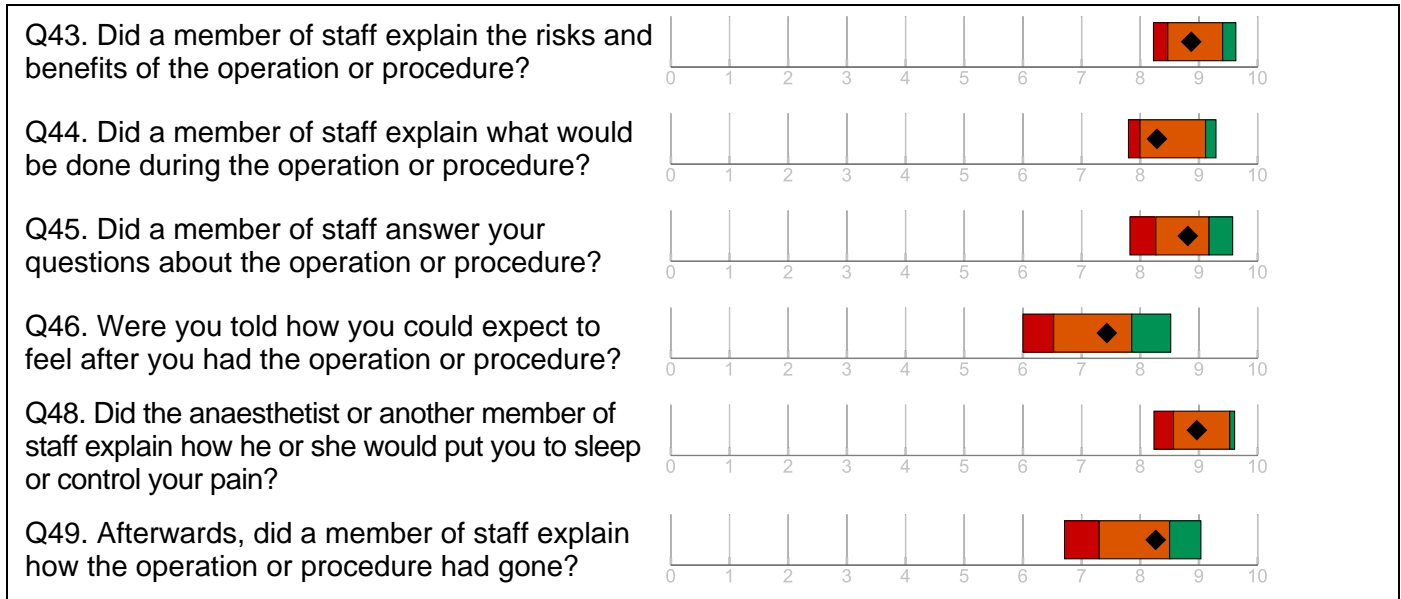 Q43. Did a member of staff explain the risks and
benefits of the operation or procedure?
0 1 2 3 4 5 6 7 8 9 10
Q44. Did a member of staff explain what would
be done during the operation or procedure?
0 1 2 3 4 5 6 7 8 9 10
Q45. Did a member of staff answer your
questions about the operation or procedure?
0 1 2 3 4 5 6 7 8 9 10
Q46. Were you told how you could expect to
feel after you had the operation or procedure?
0 1 2 3 4 5 6 7 8 9 10
Q48. Did the anaesthetist or another member of
staff explain how he or she would put you to sleep
or control your pain?
0 1 2 3 4 5 6 7 8 9 10
Q49. Afterwards, did a member of staff explain
how the operation or procedure had gone?
0 1 2 3 4 5 6 7 8 9 10